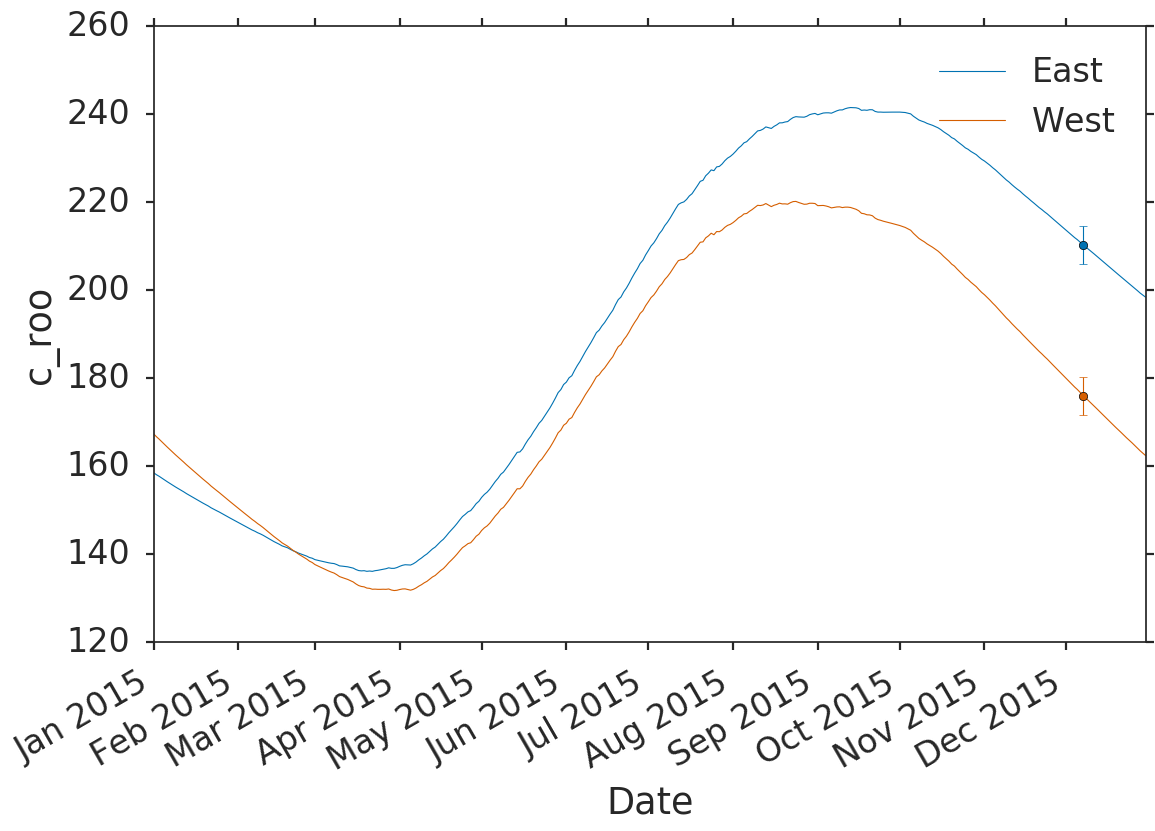 260
240
220
200
180
160
140
120
c_roo
East
West
Jan 2015
Feb 2015
Mar 2015
Apr 2015
May 2015
Jun 2015
Jul 2015
Aug 2015
Sep 2015
Oct 2015
Nov 2015
Dec 2015
Date